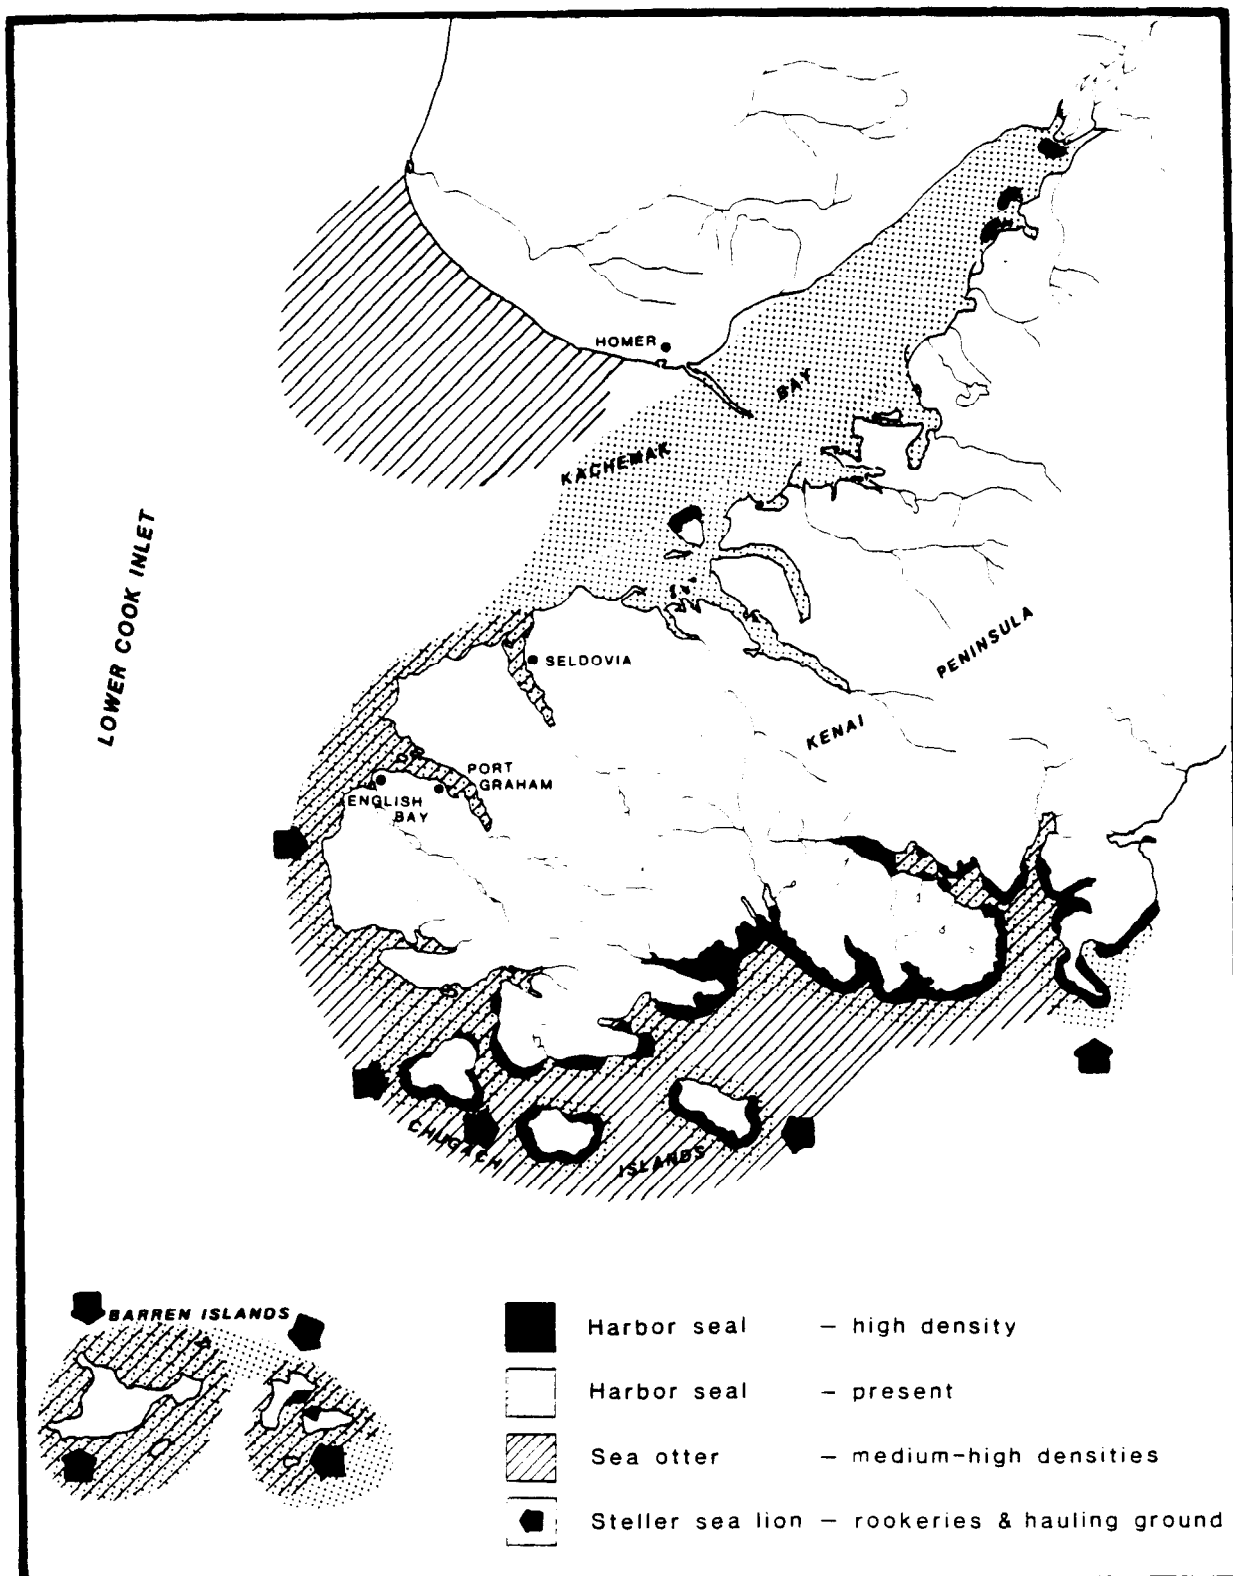 HOMER
BAY
KACHEMAK
LOWER COOK INLET
SELDOVIA
PENINSULA
KENAI
PORT
GRAHAM
ENGLISH
BAY
CHUGACH
ISLANDS
BARREN ISLANDS
Harbor seal – high density
Harbor seal – present
Sea otter – medium-high densities
Steller sea lion – rookeries & hauling ground